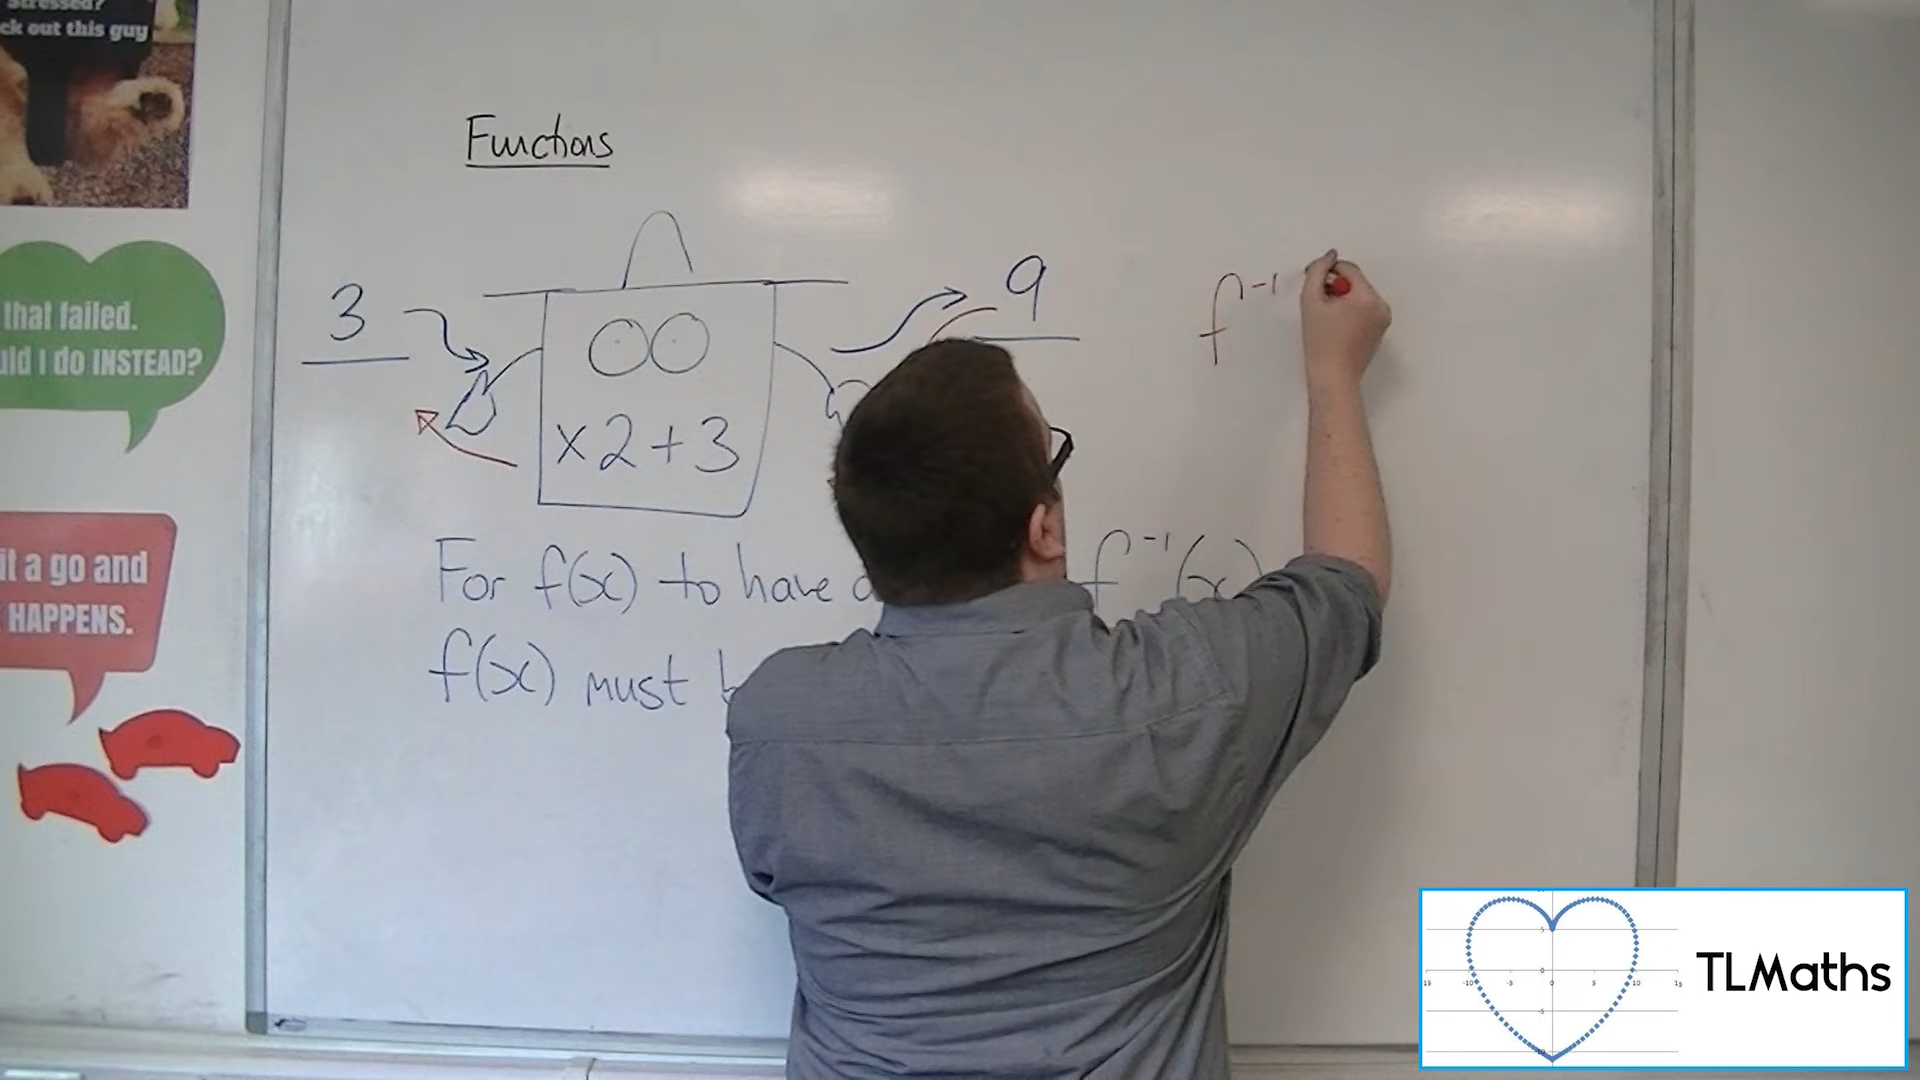 Stressed?
ck out this guy
Functions
3
9
f⁻¹
that failed.
uld I do INSTEAD?
×2+3
For f(x) to have f⁻¹(x)
f(x) must
it a go and
HAPPENS.
TLMaths